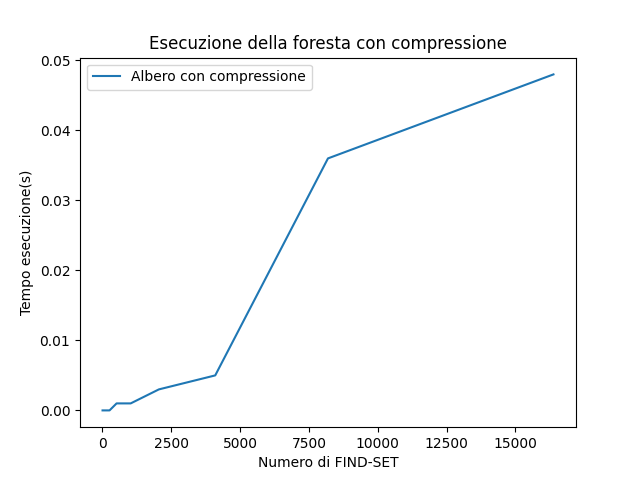 Esecuzione della foresta con compressione
Albero con compressione
0.05
0.04
0.03
0.02
0.01
0.00
Tempo esecuzione(s)
0 2500 5000 7500 10000 12500 15000
Numero di FIND-SET